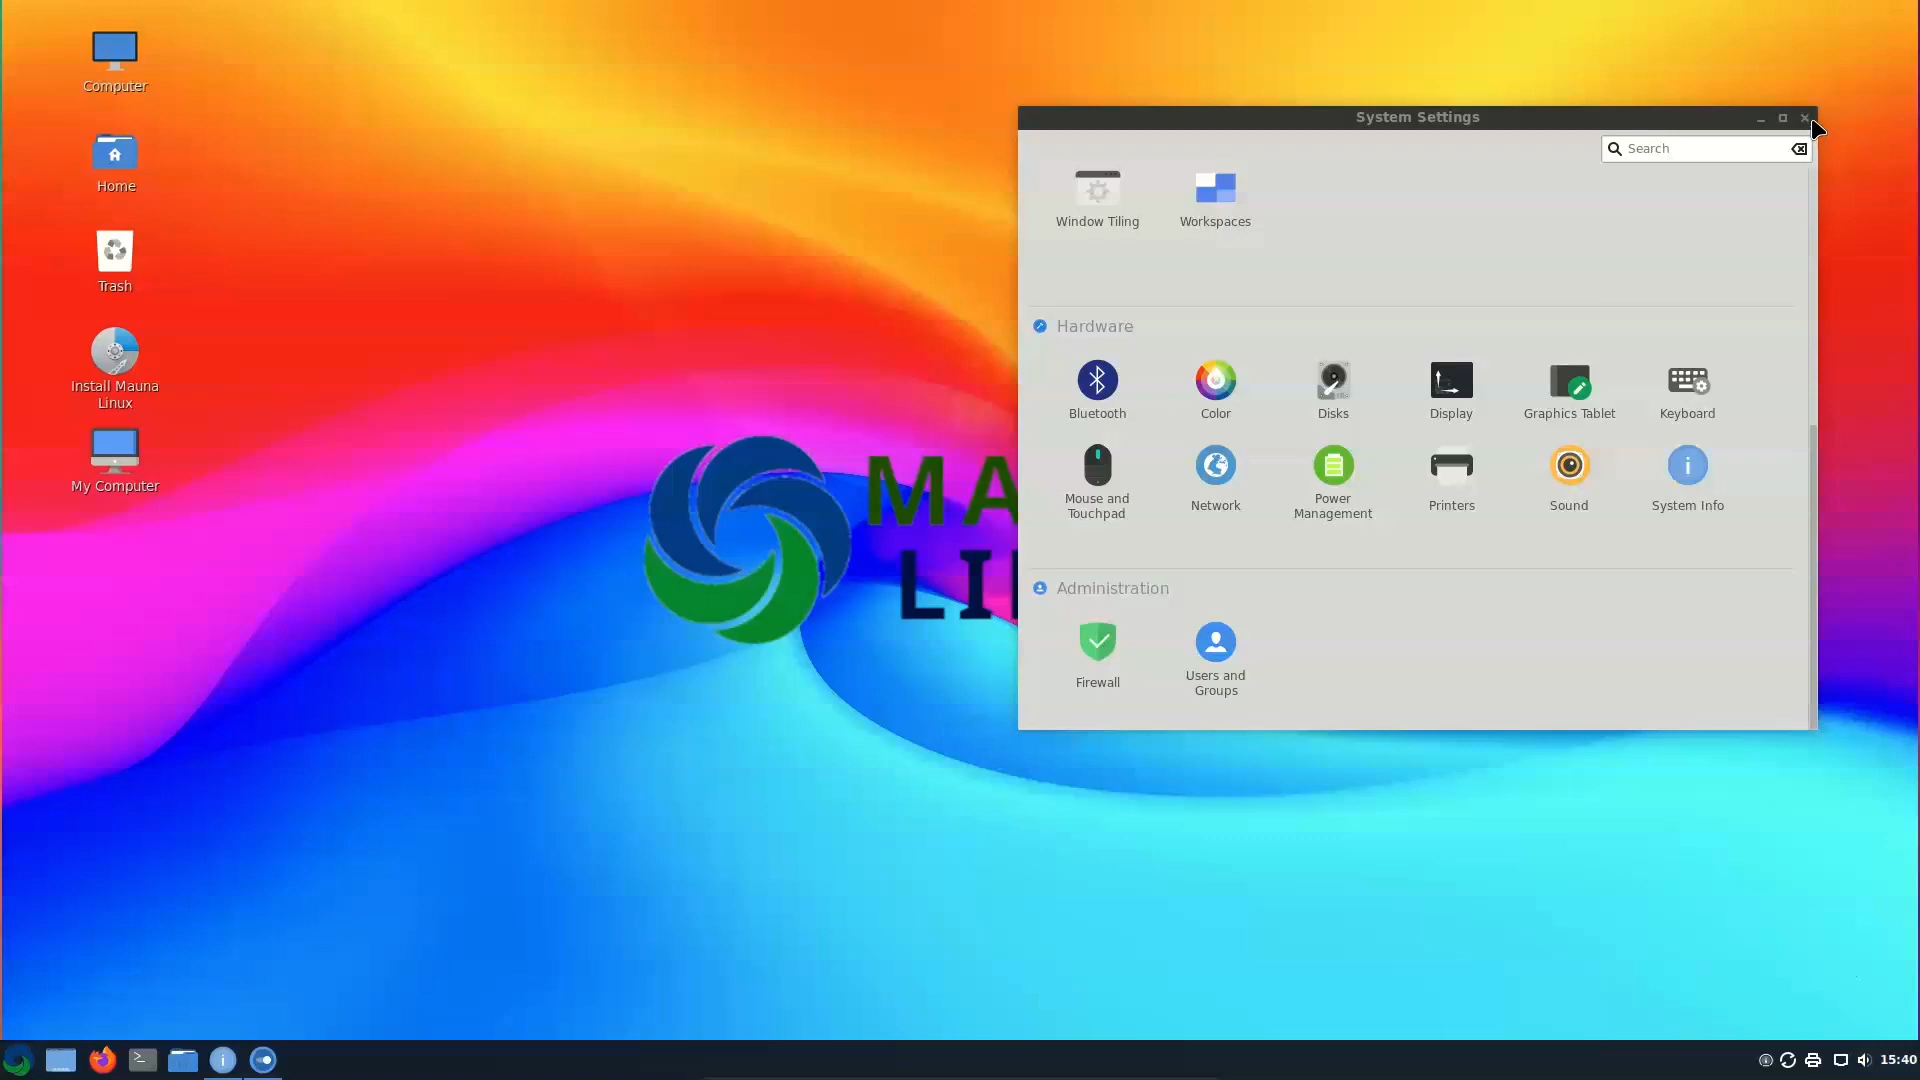 Computer
Home
Trash
Install Mauna
Linux
My Computer
MA
LI
System Settings
Search
Window Tiling
Workspaces
Hardware
Bluetooth
Color
Disks
Display
Graphics Tablet
Keyboard
Mouse and
Touchpad
Network
Power
Management
Printers
Sound
System Info
Administration
Firewall
Users and
Groups
15:40